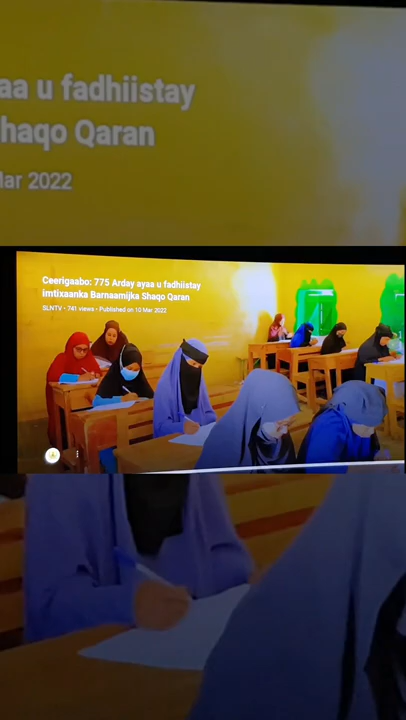 aa u fadhiistay
haqo Qaran
Mar 2022
Ceerigaabo: 775 Arday ayaa u fadhiistay
imtixaanka Barnaamijka Shaqo Qaran
SLNTV • 741 views • Published on 10 Mar 2022